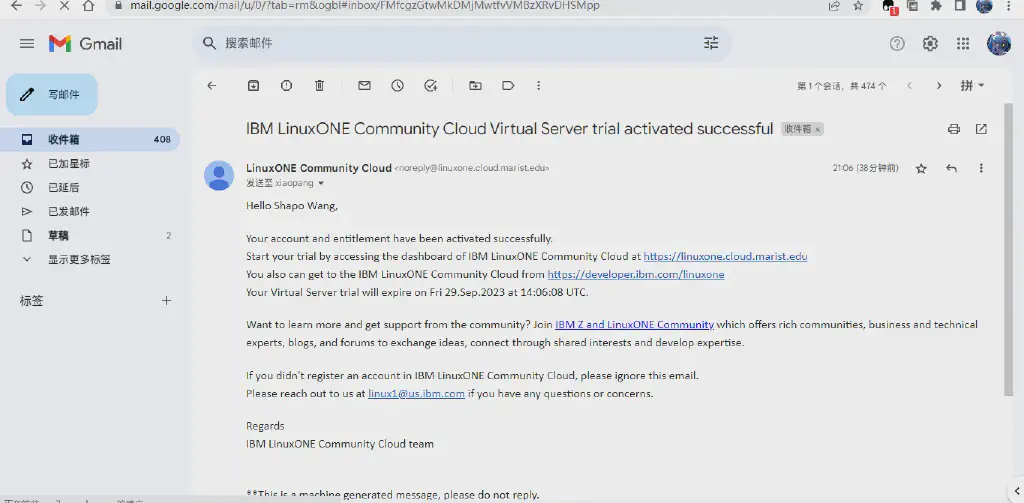 mail.google.com/mail/u/0/?tab=rm&ogbl#inbox/FMfcgzGtwMkDMjMwtfvVMBzXRvDHSMpp
1
Gmail
搜索邮件
写邮件
第 1 个会话，共 474 个
拼
收件箱 408
IBM LinuxONE Community Cloud Virtual Server trial activated successful 收件箱 ×
已加星标
LinuxONE Community Cloud <noreply@linuxone.cloud.marist.edu> 21:06 (38分钟前)
已延后
发送至 xiaopang
已发邮件
Hello Shapo Wang,
草稿 2
Your account and entitlement have been activated successfully.
显示更多标签
Start your trial by accessing the dashboard of IBM LinuxONE Community Cloud at https://linuxone.cloud.marist.edu
You also can get to the IBM LinuxONE Community Cloud from https://developer.ibm.com/linuxone
Your Virtual Server trial will expire on Fri 29.Sep.2023 at 14:06:08 UTC.
标签 +
Want to learn more and get support from the community? Join IBM Z and LinuxONE Community which offers rich communities, business and technical
experts, blogs, and forums to exchange ideas, connect through shared interests and develop expertise.
If you didn't register an account in IBM LinuxONE Community Cloud, please ignore this email.
Please reach out to us at linux1@us.ibm.com if you have any questions or concerns.
Regards
IBM LinuxONE Community Cloud team
**This is a machine generated message, please do not reply.